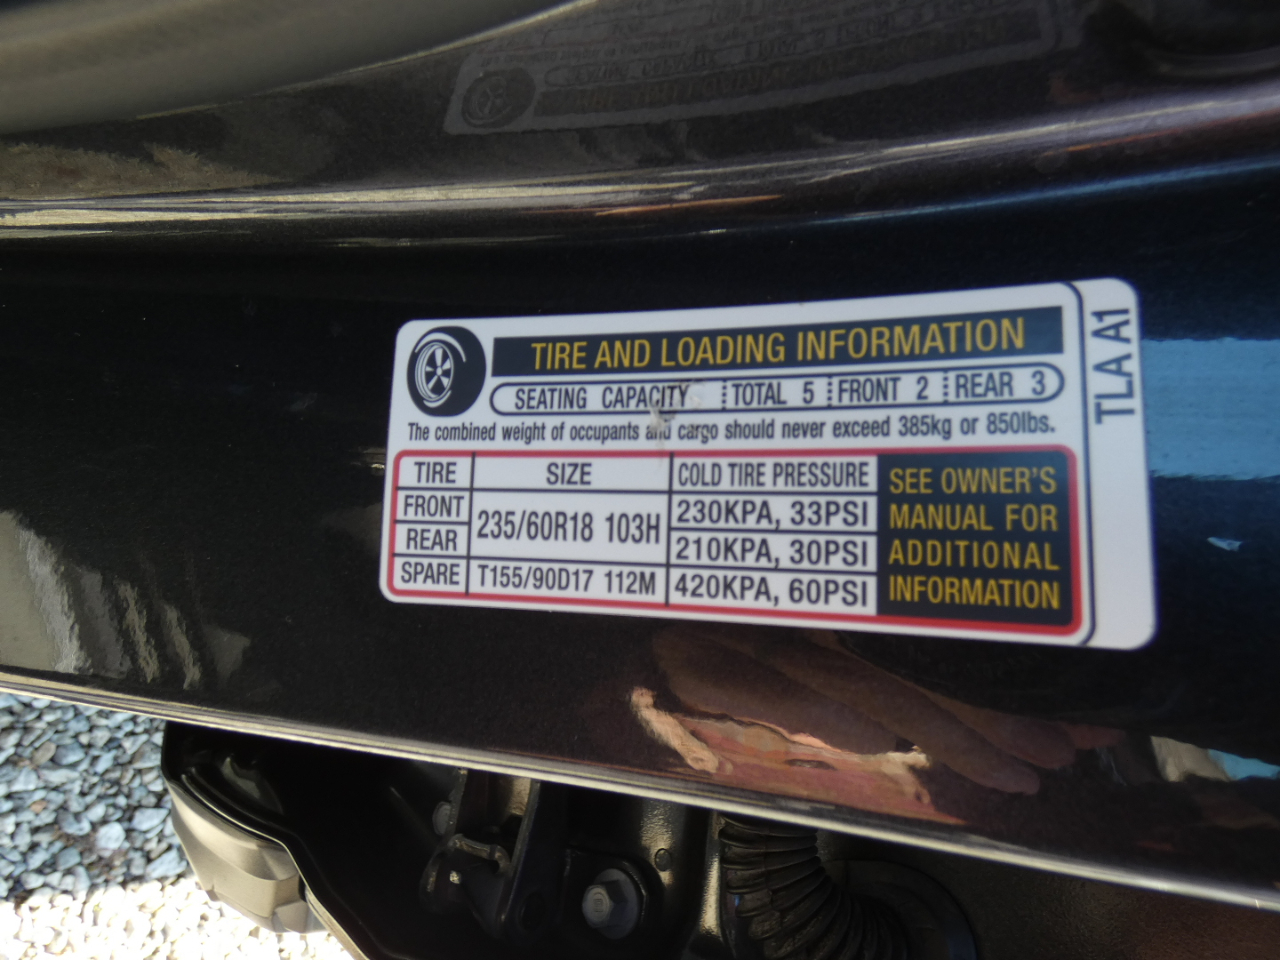 TIRE AND LOADING INFORMATION
SEATING CAPACITY TOTAL 5 FRONT 2 REAR 3
The combined weight of occupants and cargo should never exceed 385kg or 850lbs.
TIRE SIZE COLD TIRE PRESSURE
FRONT 235/60R18 103H 230KPA, 33PSI
REAR 210KPA, 30PSI
SPARE T155/90D17 112M 420KPA, 60PSI
SEE OWNER'S
MANUAL FOR
ADDITIONAL
INFORMATION
TLA A1